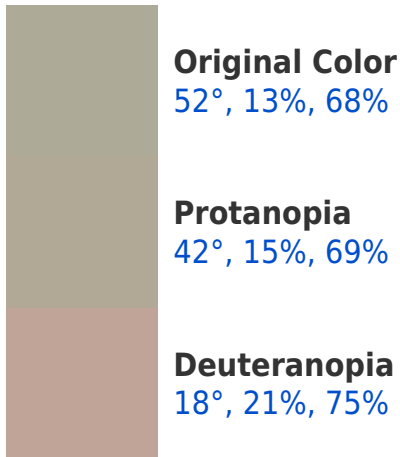 Original Color
52°, 13%, 68%
Protanopia
42°, 15%, 69%
Deuteranopia
18°, 21%, 75%